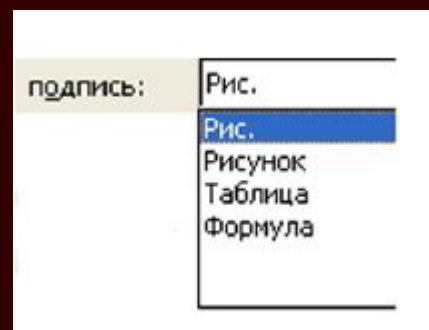 подпись: Рис.
Рис.
Рисунок
Таблица
Формула